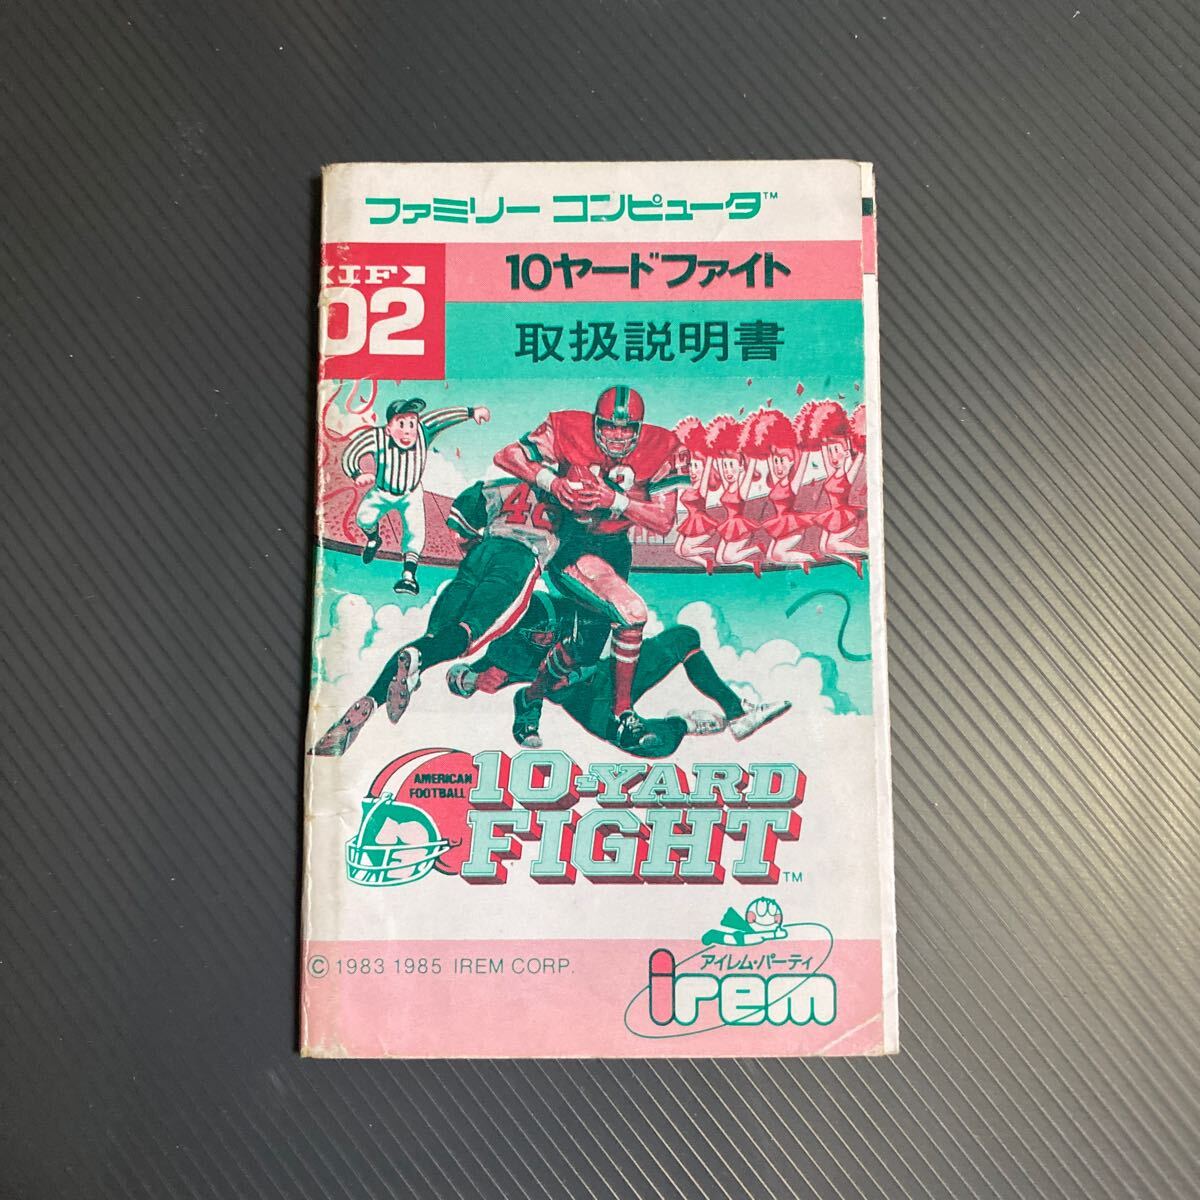 ファミリー コンピュータ™
IF
02
10ヤードファイト
取扱説明書
AMERICAN
FOOTBALL
10-YARD
FIGHT™
© 1983 1985 IREM CORP.
アイレム・パーティ
irem